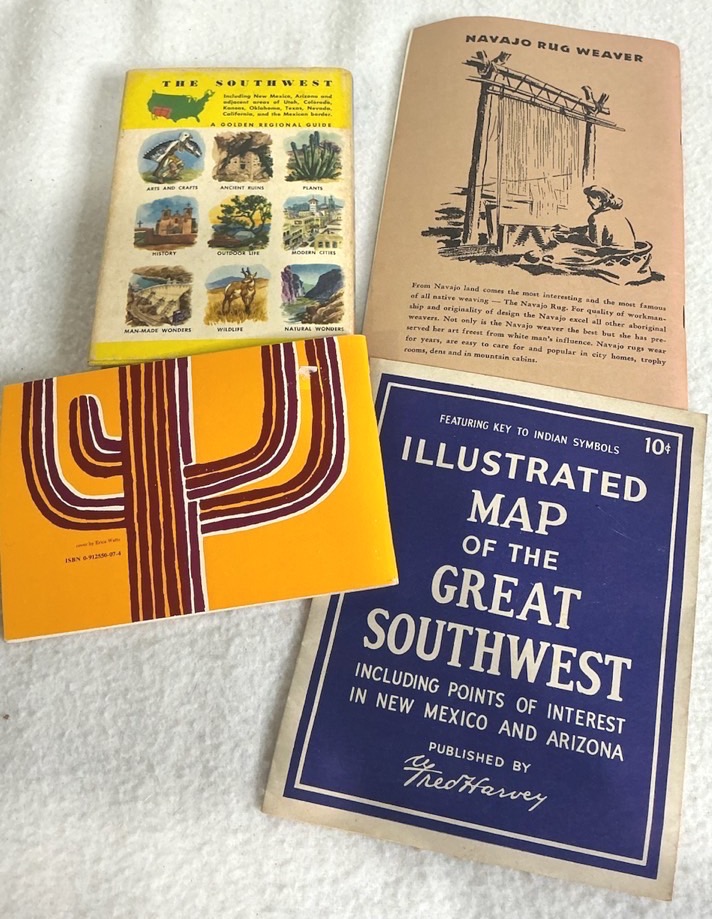 THE SOUTHWEST
Including New Mexico, Arizona and
adjacent areas of Utah, Colorado,
Kansas, Oklahoma, Texas, Nevada,
California, and the Mexican border.
A GOLDEN REGIONAL GUIDE
ARTS AND CRAFTS
ANCIENT RUINS
PLANTS
HISTORY
OUTDOOR LIFE
MODERN CITIES
MAN-MADE WONDERS
WILDLIFE
NATURAL WONDERS
NAVAJO RUG WEAVER
From Navajo land comes the most interesting and the most famous
of all native weaving — The Navajo Rug. For quality of workman-
ship and originality of design the Navajo excel all other aboriginal
weavers. Not only is the Navajo weaver the best but she has pre-
served her art freest from white man's influence. Navajo rugs wear
for years, are easy to care for and popular in city homes, trophy
rooms, dens and in mountain cabins.
cover by Erica Walts
ISBN 0-912550-07-4
FEATURING KEY TO INDIAN SYMBOLS
10¢
ILLUSTRATED
MAP
OF THE
GREAT
SOUTHWEST
INCLUDING POINTS OF INTEREST
IN NEW MEXICO AND ARIZONA
PUBLISHED BY
Fred Harvey